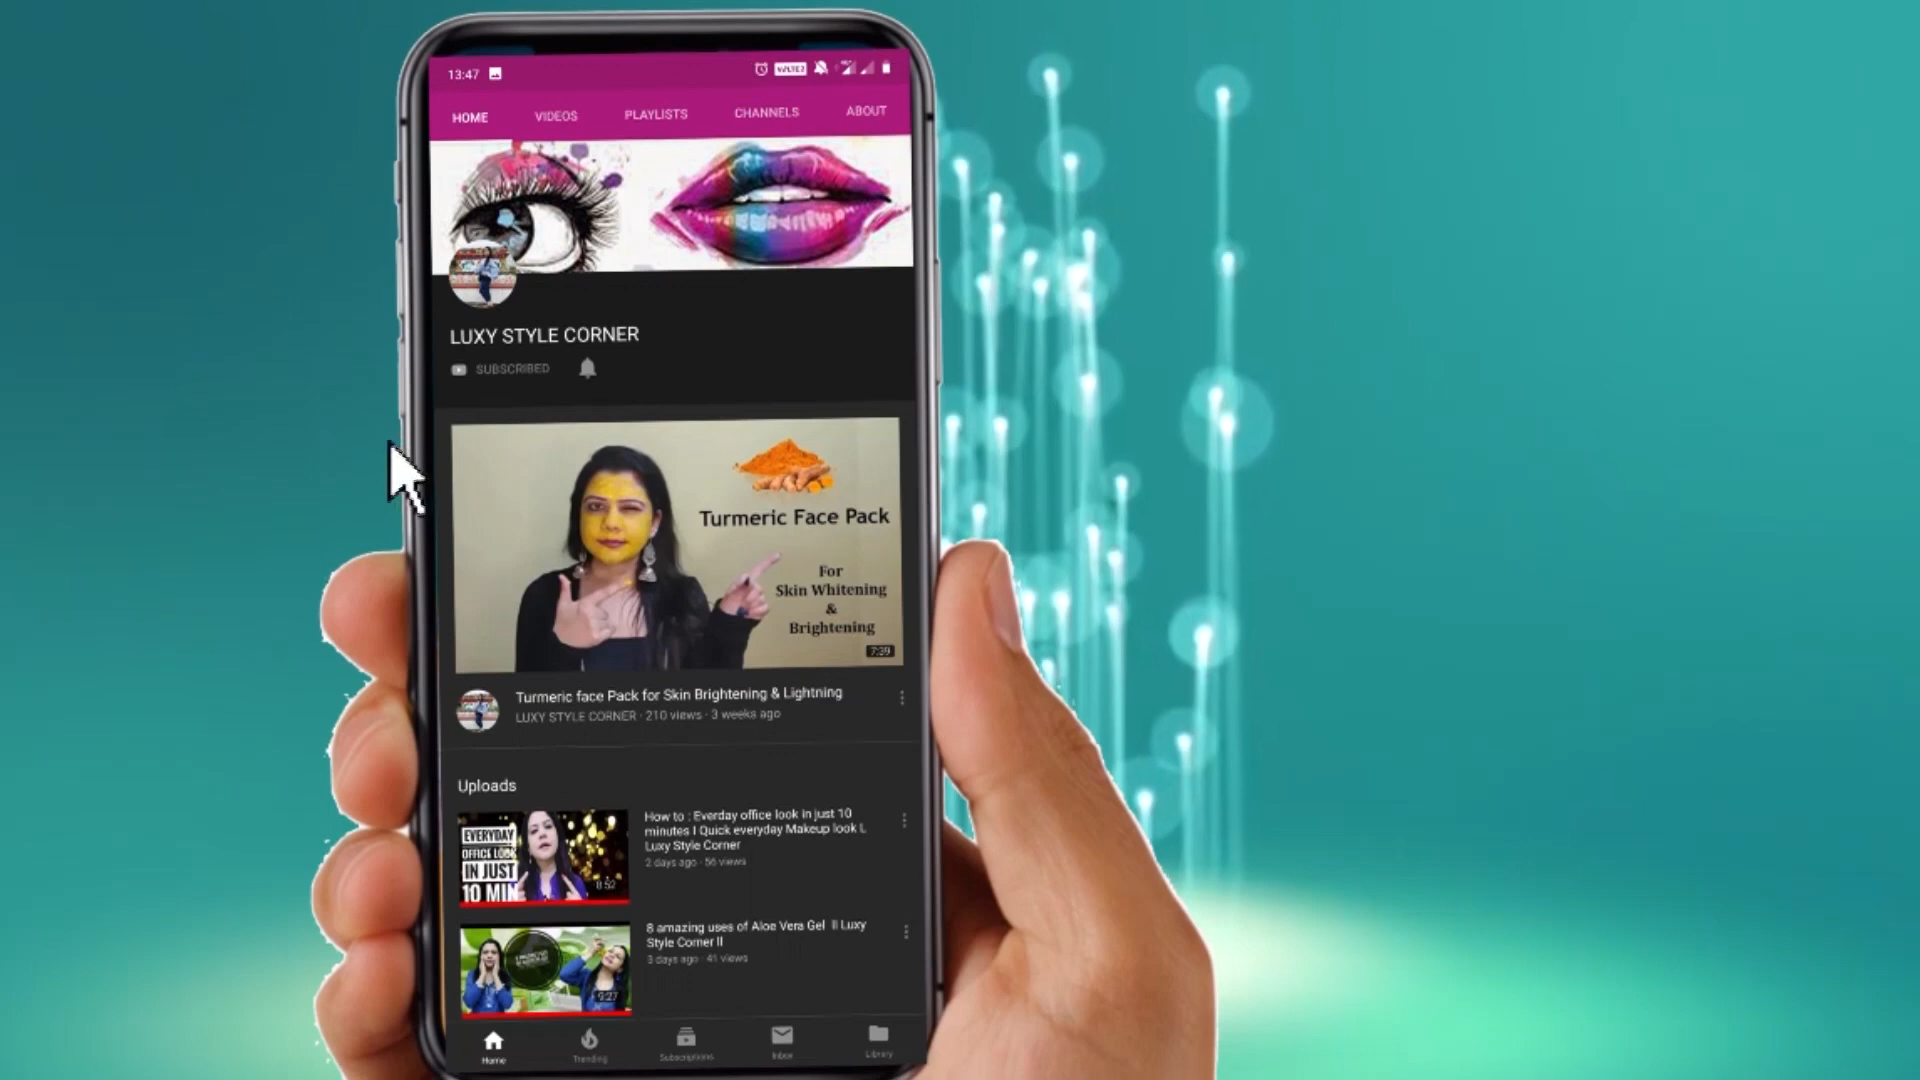 13:47
VoLTE2
HOME VIDEOS PLAYLISTS CHANNELS ABOUT
LUXY STYLE CORNER
SUBSCRIBED
Turmeric Face Pack
For
Skin Whitening
&
Brightening
7:39
Turmeric face Pack for Skin Brightening & Lightning
LUXY STYLE CORNER · 210 views · 3 weeks ago
Uploads
EVERYDAY
OFFICE LOOK
IN JUST
10 MIN
8:52
How to : Everday office look in just 10
minutes I Quick everyday Makeup look L
Luxy Style Corner
2 days ago · 56 views
9:27
8 amazing uses of Aloe Vera Gel II Luxy
Style Corner II
3 days ago · 41 views
Home Trending Subscriptions Inbox Library